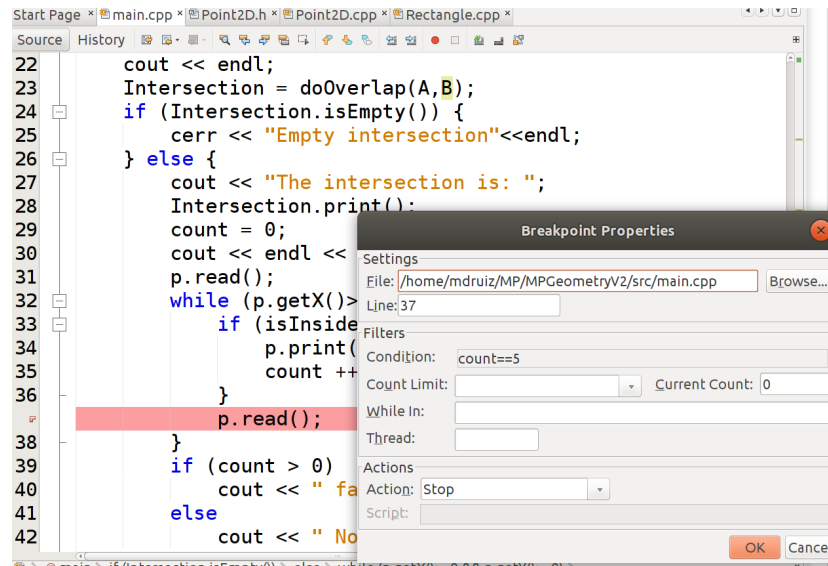 Start Page × main.cpp × Point2D.h × Point2D.cpp × Rectangle.cpp ×
Source History
22 cout << endl;
23 Intersection = doOverlap(A,B);
24 if (Intersection.isEmpty()) {
25 cerr << "Empty intersection"<<endl;
26 } else {
27 cout << "The intersection is: ";
28 Intersection.print();
29 count = 0;
30 cout << endl <<
31 p.read();
32 while (p.getX()>
33 if (isInside
34 p.print(
35 count ++
36 }
p.read();
38 }
39 if (count > 0)
40 cout << " fa
41 else
42 cout << " No
Breakpoint Properties
Settings
File: /home/mdruiz/MP/MPGeometryV2/src/main.cpp Browse...
Line: 37
Filters
Condition: count==5
Count Limit: Current Count: 0
While In:
Thread:
Actions
Action: Stop
Script:
OK Cance